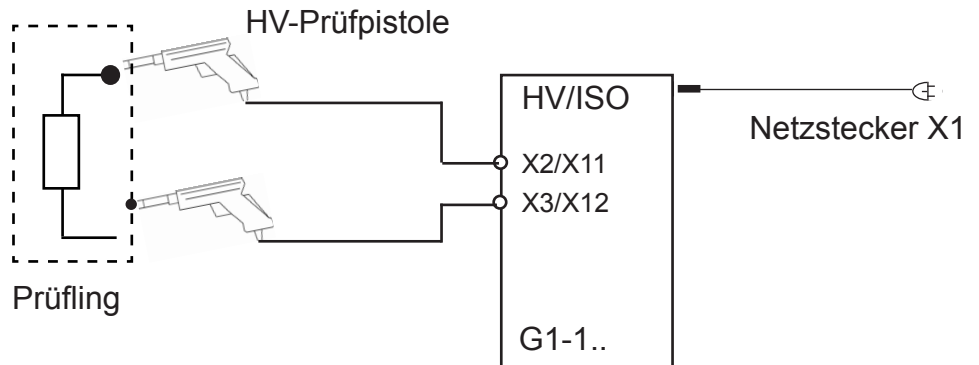 HV-Prüfpistole
HV/ISO
Netzstecker X1
X2/X11
X3/X12
Prüfling
G1-1..